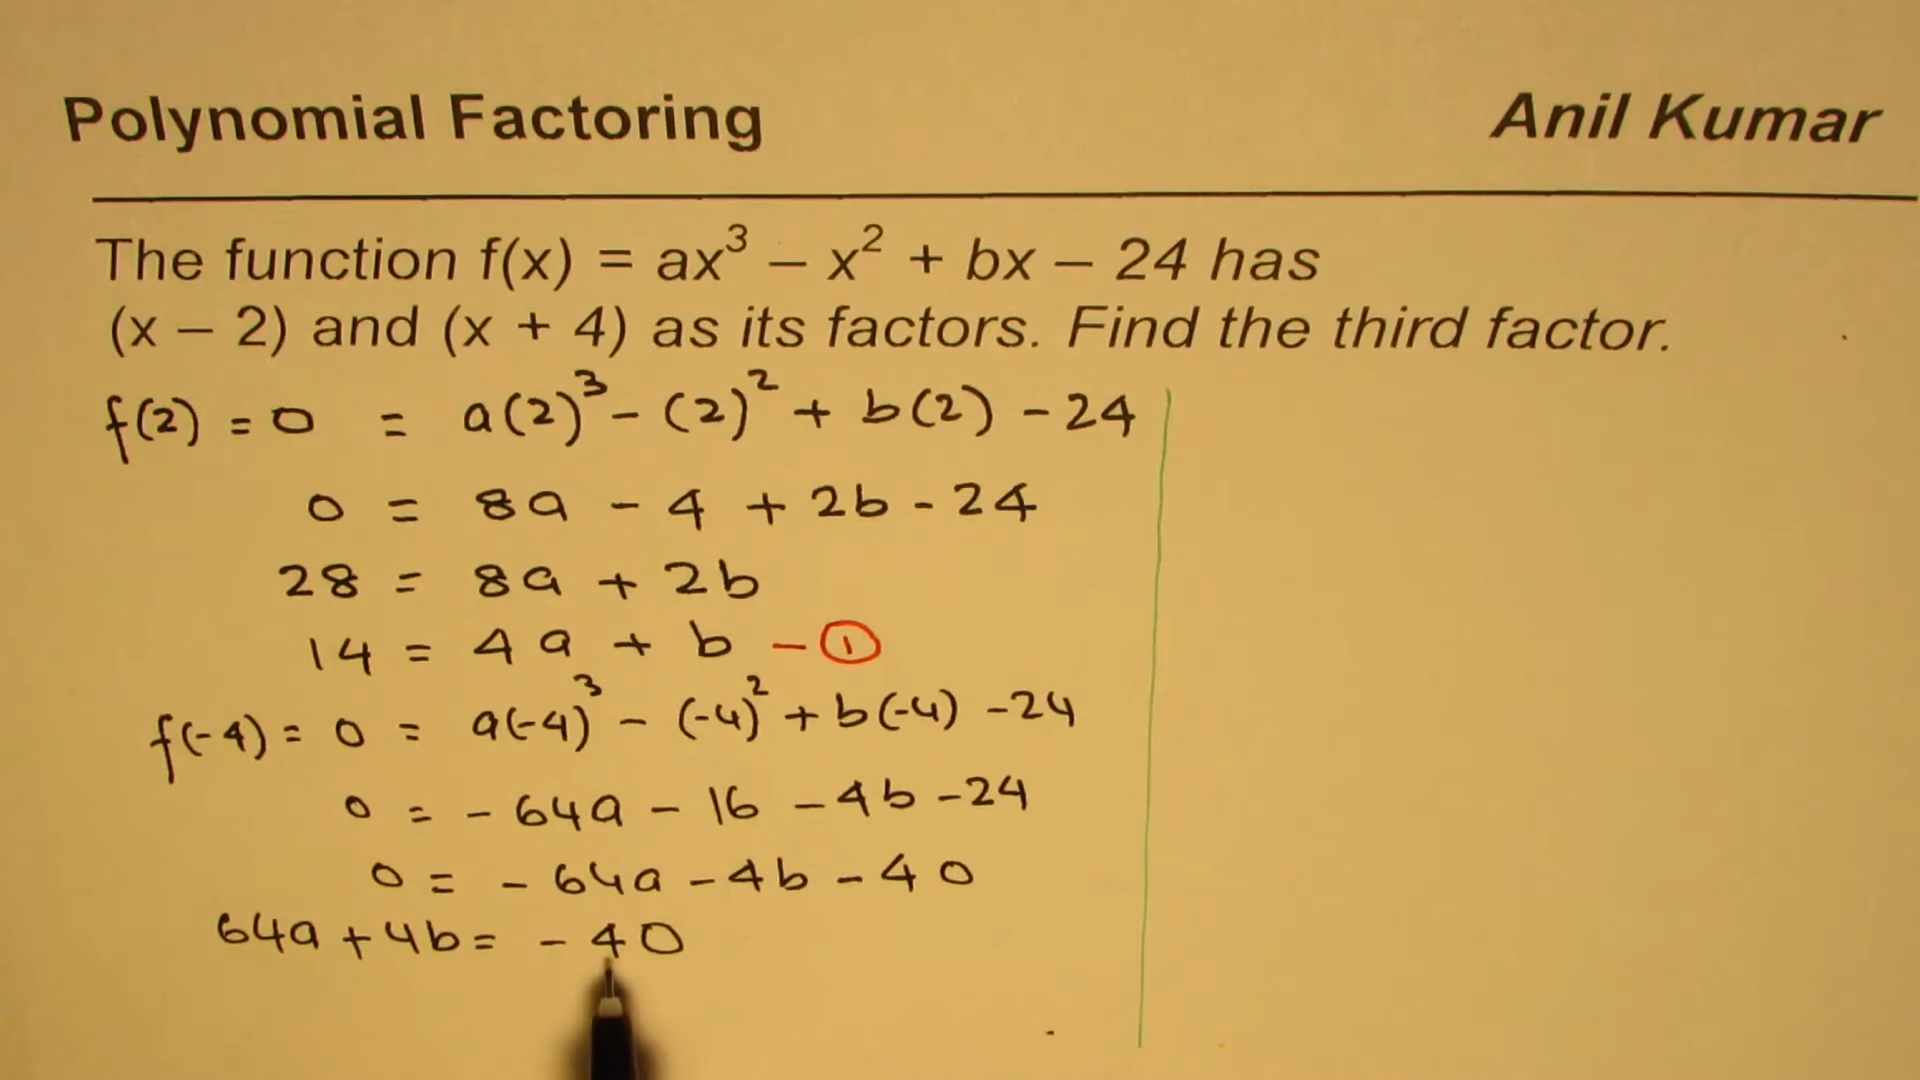 Polynomial Factoring Anil Kumar
The function f(x) = ax³ – x² + bx – 24 has
(x – 2) and (x + 4) as its factors. Find the third factor.
f(2) = 0 = a(2)³ - (2)² + b(2) - 24
0 = 8a - 4 + 2b - 24
28 = 8a + 2b
14 = 4a + b - ①
f(-4) = 0 = a(-4)³ - (-4)² + b(-4) - 24
0 = - 64a - 16 - 4b - 24
0 = - 64a - 4b - 40
64a + 4b = - 40